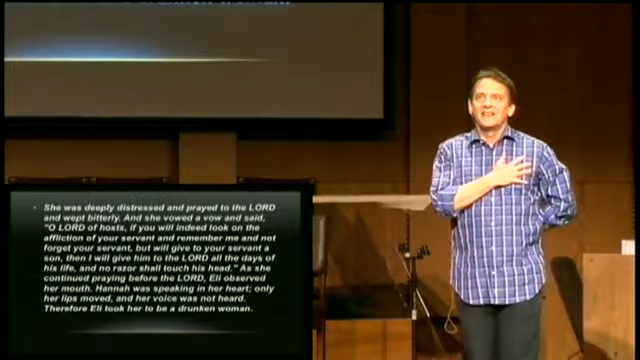 She was deeply distressed and prayed to the LORD
and wept bitterly. And she vowed a vow and said,
"O LORD of hosts, if you will indeed look on the
affliction of your servant and remember me and not
forget your servant, but will give to your servant a
son, then I will give him to the LORD all the days of
his life, and no razor shall touch his head." As she
continued praying before the LORD, Eli observed
her mouth. Hannah was speaking in her heart; only
her lips moved, and her voice was not heard.
Therefore Eli took her to be a drunken woman.